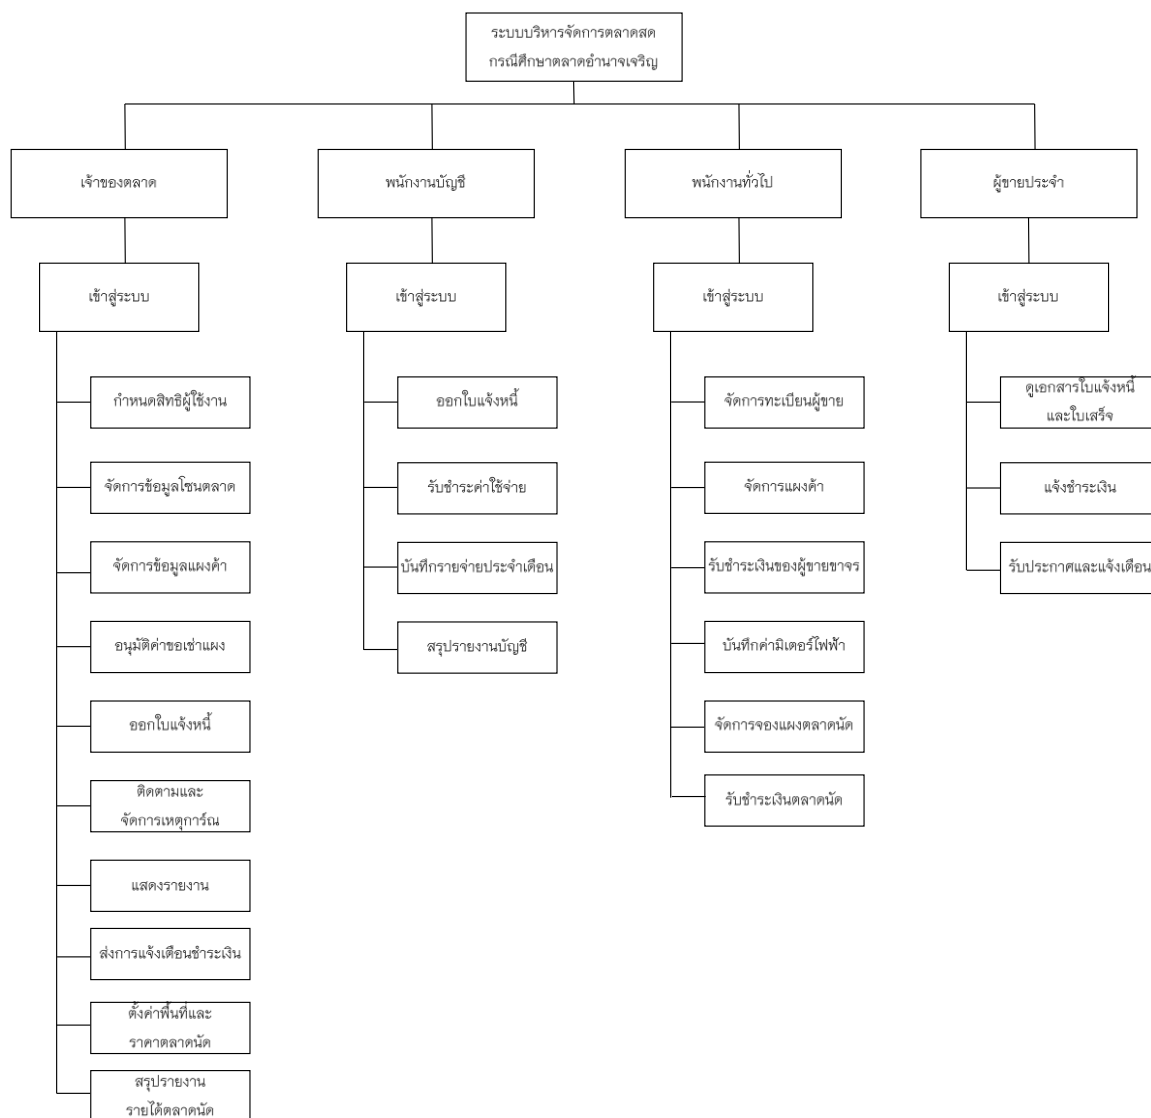 ระบบบริหารจัดการตลาดสด
กรณีศึกษาตลาดอำนาจเจริญ
เจ้าของตลาด
พนักงานบัญชี
พนักงานทั่วไป
ผู้ขายประจำ
เข้าสู่ระบบ
เข้าสู่ระบบ
เข้าสู่ระบบ
เข้าสู่ระบบ
กำหนดสิทธิผู้ใช้งาน
จัดการข้อมูลโซนตลาด
จัดการข้อมูลแผงค้า
อนุมัติคำขอเช่าแผง
ออกใบแจ้งหนี้
ติดตามและ
จัดการเหตุการ์ณ
แสดงรายงาน
ส่งการแจ้งเตือนชำระเงิน
ตั้งค่าพื้นที่และ
ราคาตลาดนัด
สรุปรายงาน
รายได้ตลาดนัด
ออกใบแจ้งหนี้
รับชำระค่าใช้จ่าย
บันทึกรายจ่ายประจำเดือน
สรุปรายงานบัญชี
จัดการทะเบียนผู้ขาย
จัดการแผงค้า
รับชำระเงินของผู้ขายขาจร
บันทึกค่ามิเตอร์ไฟฟ้า
จัดการจองแผงตลาดนัด
รับชำระเงินตลาดนัด
ดูเอกสารใบแจ้งหนี้
และใบเสร็จ
แจ้งชำระเงิน
รับประกาศและแจ้งเตือน